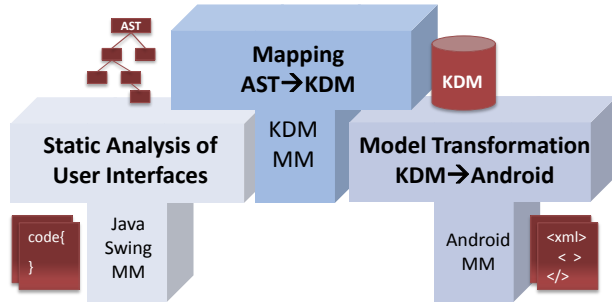 AST
Mapping
AST→KDM
KDM
KDM
MM
Static Analysis of
User Interfaces
Model Transformation
KDM→Android
code{
}
Java
Swing
MM
Android
MM
<xml>
< >
</>